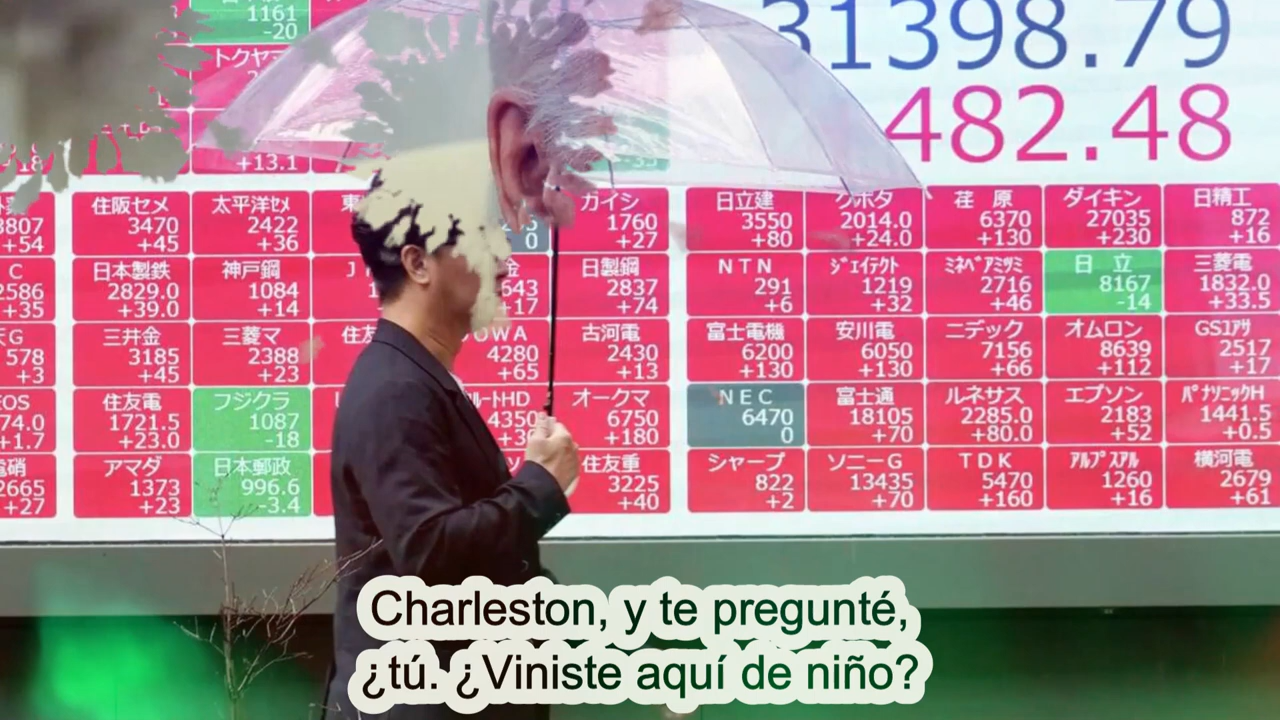 1161
-20
トクヤマ
+13.1
31398.79
482.48
3807
+54
住阪セメ
3470
+45
太平洋セメ
2422
+36
0
ガイシ
1760
+27
日立建
3550
+80
クボタ
2014.0
+24.0
荏原
6370
+130
ダイキン
27035
+230
日精工
872
+16
2586
+35
日本製鉄
2829.0
+39.0
神戸鋼
1084
+14
643
+17
日製鋼
2837
+74
NTN
291
+6
ジェイテクト
1219
+32
ミネベアミツミ
2716
+46
日立
8167
-14
三菱電
1832.0
+33.5
578
+3
三井金
3185
+45
三菱マ
2388
+23
4280
+65
古河電
2430
+13
富士電機
6200
+130
安川電
6050
+130
ニデック
7156
+66
オムロン
8639
+112
GSユアサ
2517
+17
74.0
+1.7
住友電
1721.5
+23.0
フジクラ
1087
-18
4350
オークマ
6750
+180
NEC
6470
0
富士通
18105
+70
ルネサス
2285.0
+80.0
エプソン
2183
+52
パナソニックH
1441.5
+0.5
2665
+27
アマダ
1373
+23
日本郵政
996.6
-3.4
住友重
3225
+40
シャープ
822
+2
ソニーG
13435
+70
TDK
5470
+160
アルプスアル
1260
+16
横河電
2679
+61
Charleston, y te pregunté,
¿tú. ¿Viniste aquí de niño?